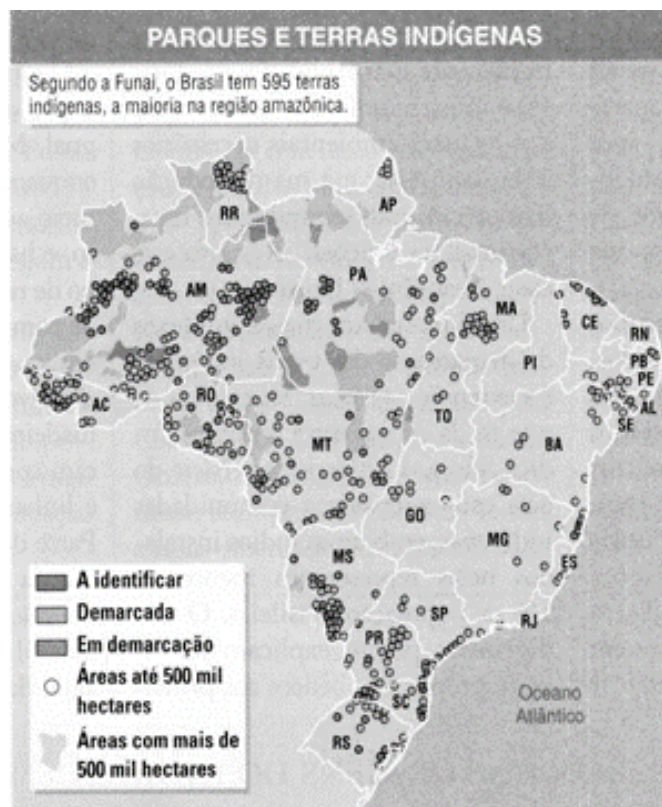 PARQUES E TERRAS INDÍGENAS
Segundo a Funai, o Brasil tem 595 terras
indígenas, a maioria na região amazônica.
RR
AP
AM
PA
MA
CE
RN
PB
PE
AL
SE
PI
AC
RO
TO
MT
BA
GO
MG
ES
MS
SP
RJ
PR
SC
RS
A identificar
Demarcada
Em demarcação
Áreas até 500 mil
hectares
Áreas com mais de
500 mil hectares
Oceano
Atlântico